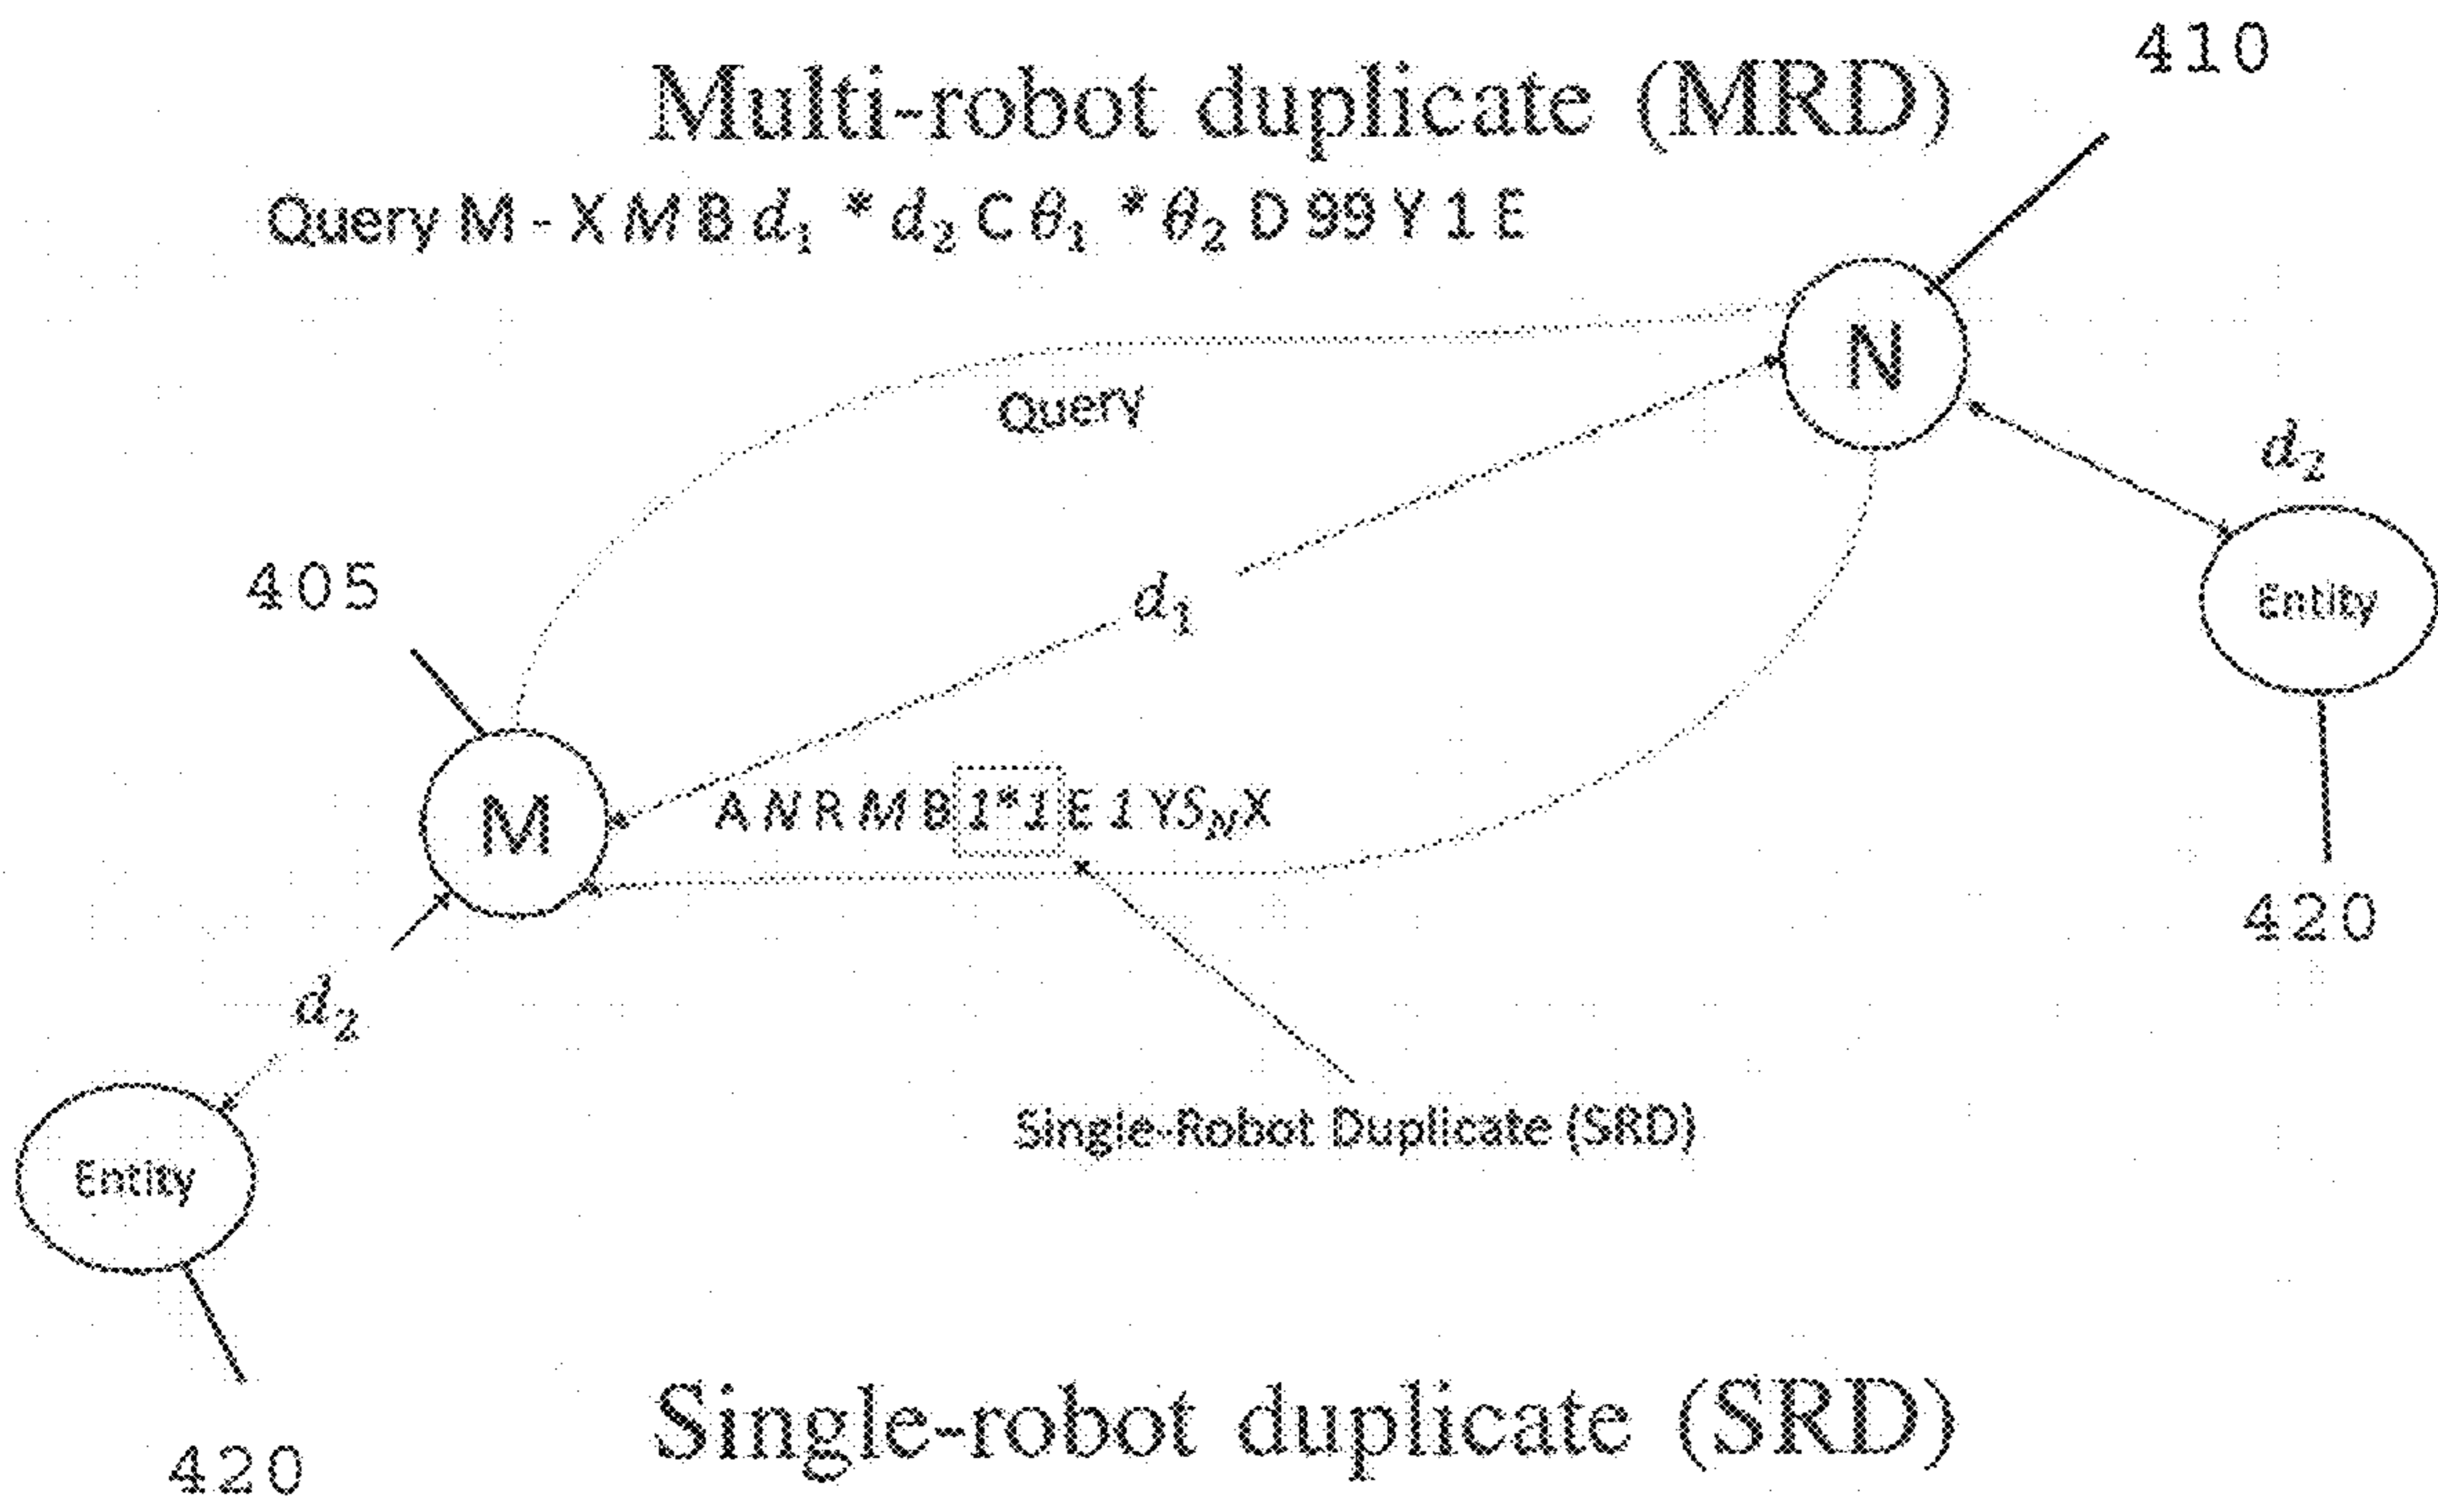 410
Multi-robot duplicate (MRD)
Query M - X M B d₁ * d₂ C θ₁ * θ₂ D 99 Y 1 E
N
Query
d₂
405
d₁
Entity
M
A N R M B 1*1 E 1 Y S_N X
420
d₂
Single-Robot Duplicate (SRD)
Entity
Single-robot duplicate (SRD)
420